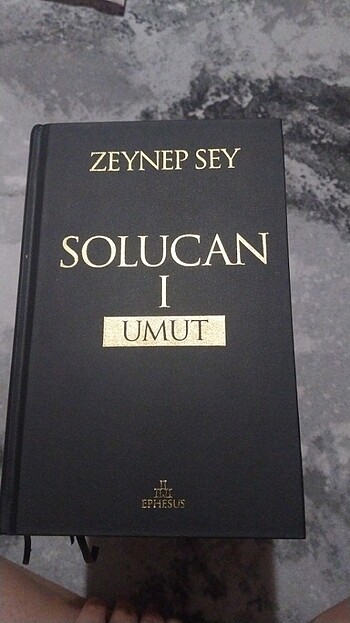 ZEYNEP SEY
SOLUCAN
I
UMUT
EPHESUS